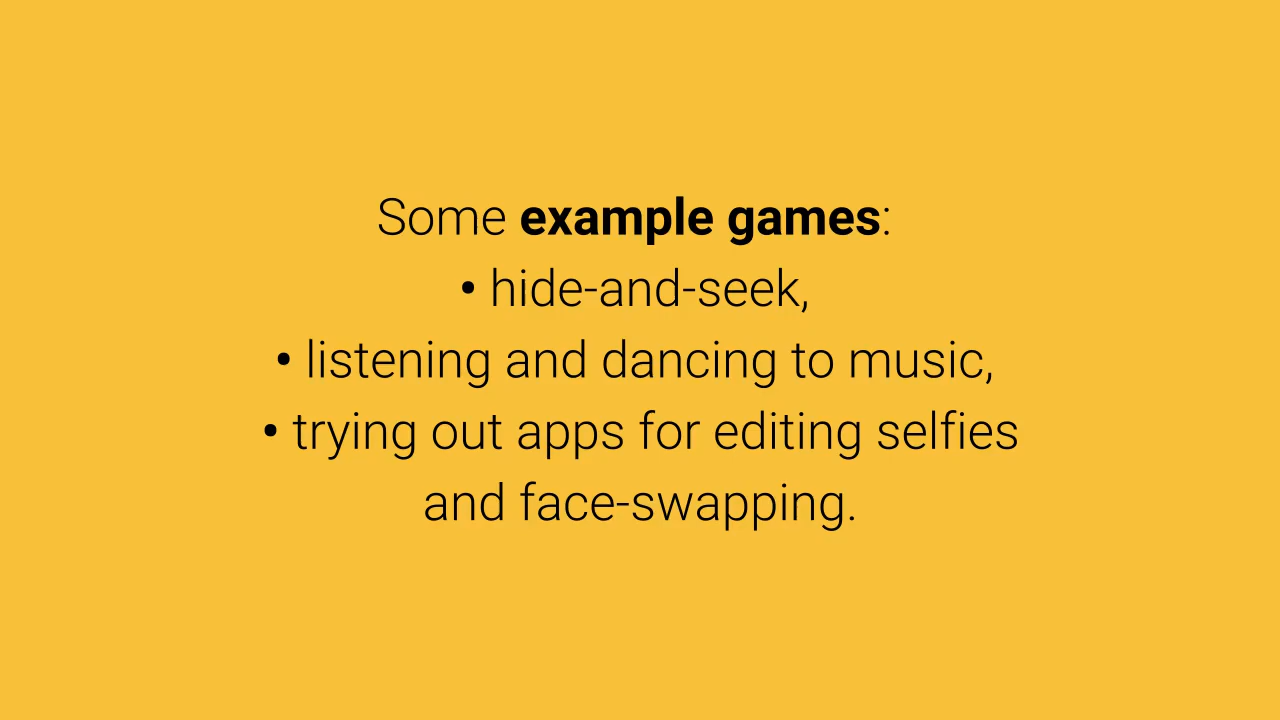 Some example games:
• hide-and-seek,
• listening and dancing to music,
• trying out apps for editing selfies
and face-swapping.